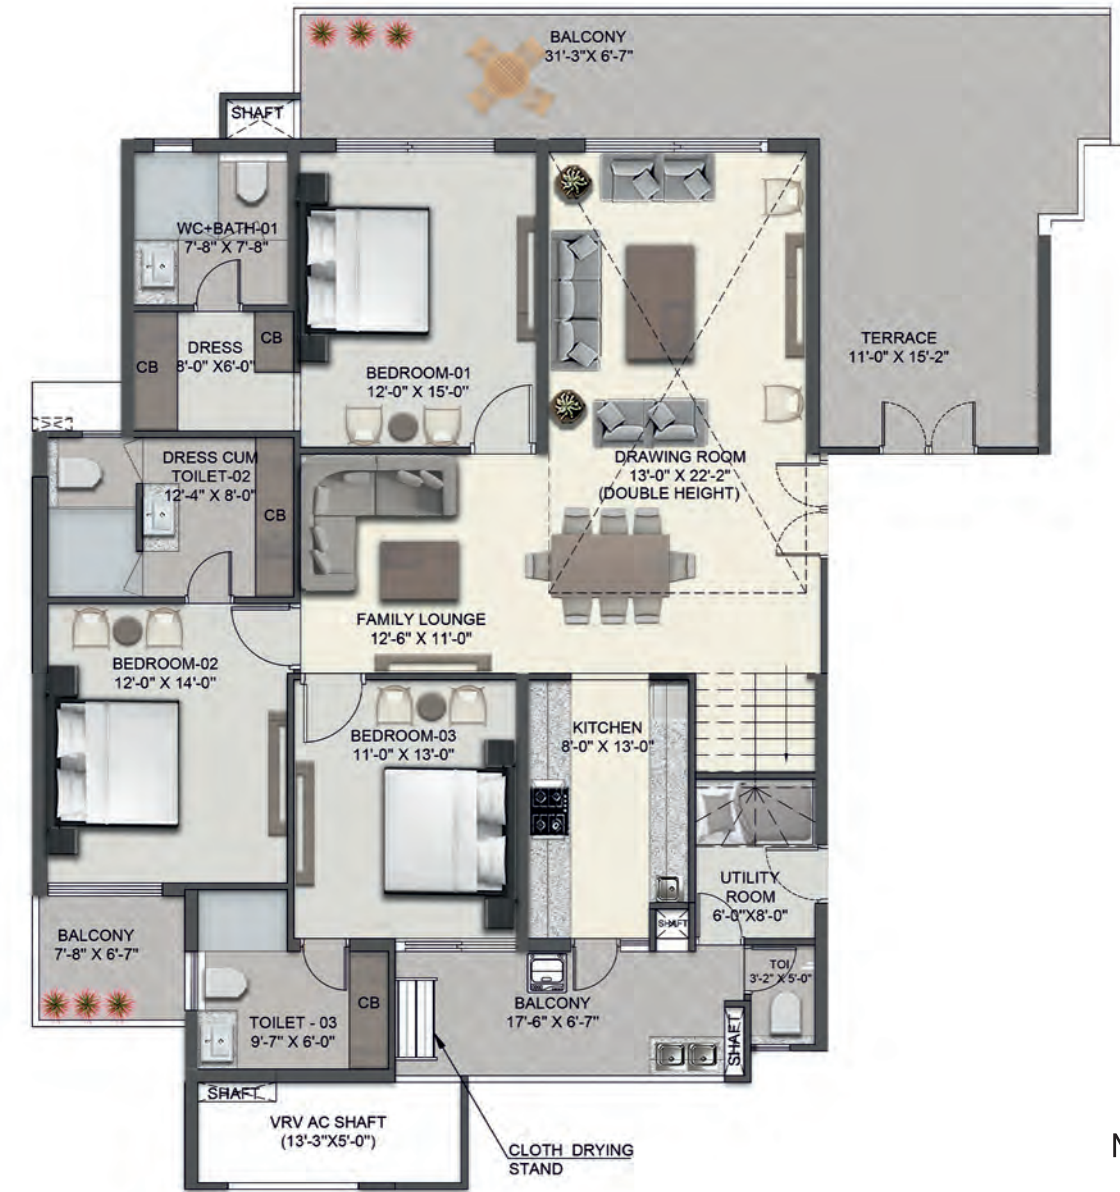 BALCONY
31'-3"X 6'-7"
SHAFT
WC+BATH-01
7'-8" X 7'-8"
CB
CB
DRESS
8'-0" X6'-0"
BEDROOM-01
12'-0" X 15'-0"
TERRACE
11'-0" X 15'-2"
DRESS CUM
TOILET-02
12'-4" X 8'-0"
CB
DRAWING ROOM
13'-0" X 22'-2"
(DOUBLE HEIGHT)
FAMILY LOUNGE
12'-6" X 11'-0"
BEDROOM-02
12'-0" X 14'-0"
BEDROOM-03
11'-0" X 13'-0"
KITCHEN
8'-0" X 13'-0"
UTILITY
ROOM
6'-0"X8'-0"
SHAFT
BALCONY
7'-8" X 6'-7"
TOI
3'-2" X 5'-0"
CB
BALCONY
17'-6" X 6'-7"
TOILET - 03
9'-7" X 6'-0"
SHAFT
SHAFT
VRV AC SHAFT
(13'-3"X5'-0")
CLOTH DRYING
STAND
N